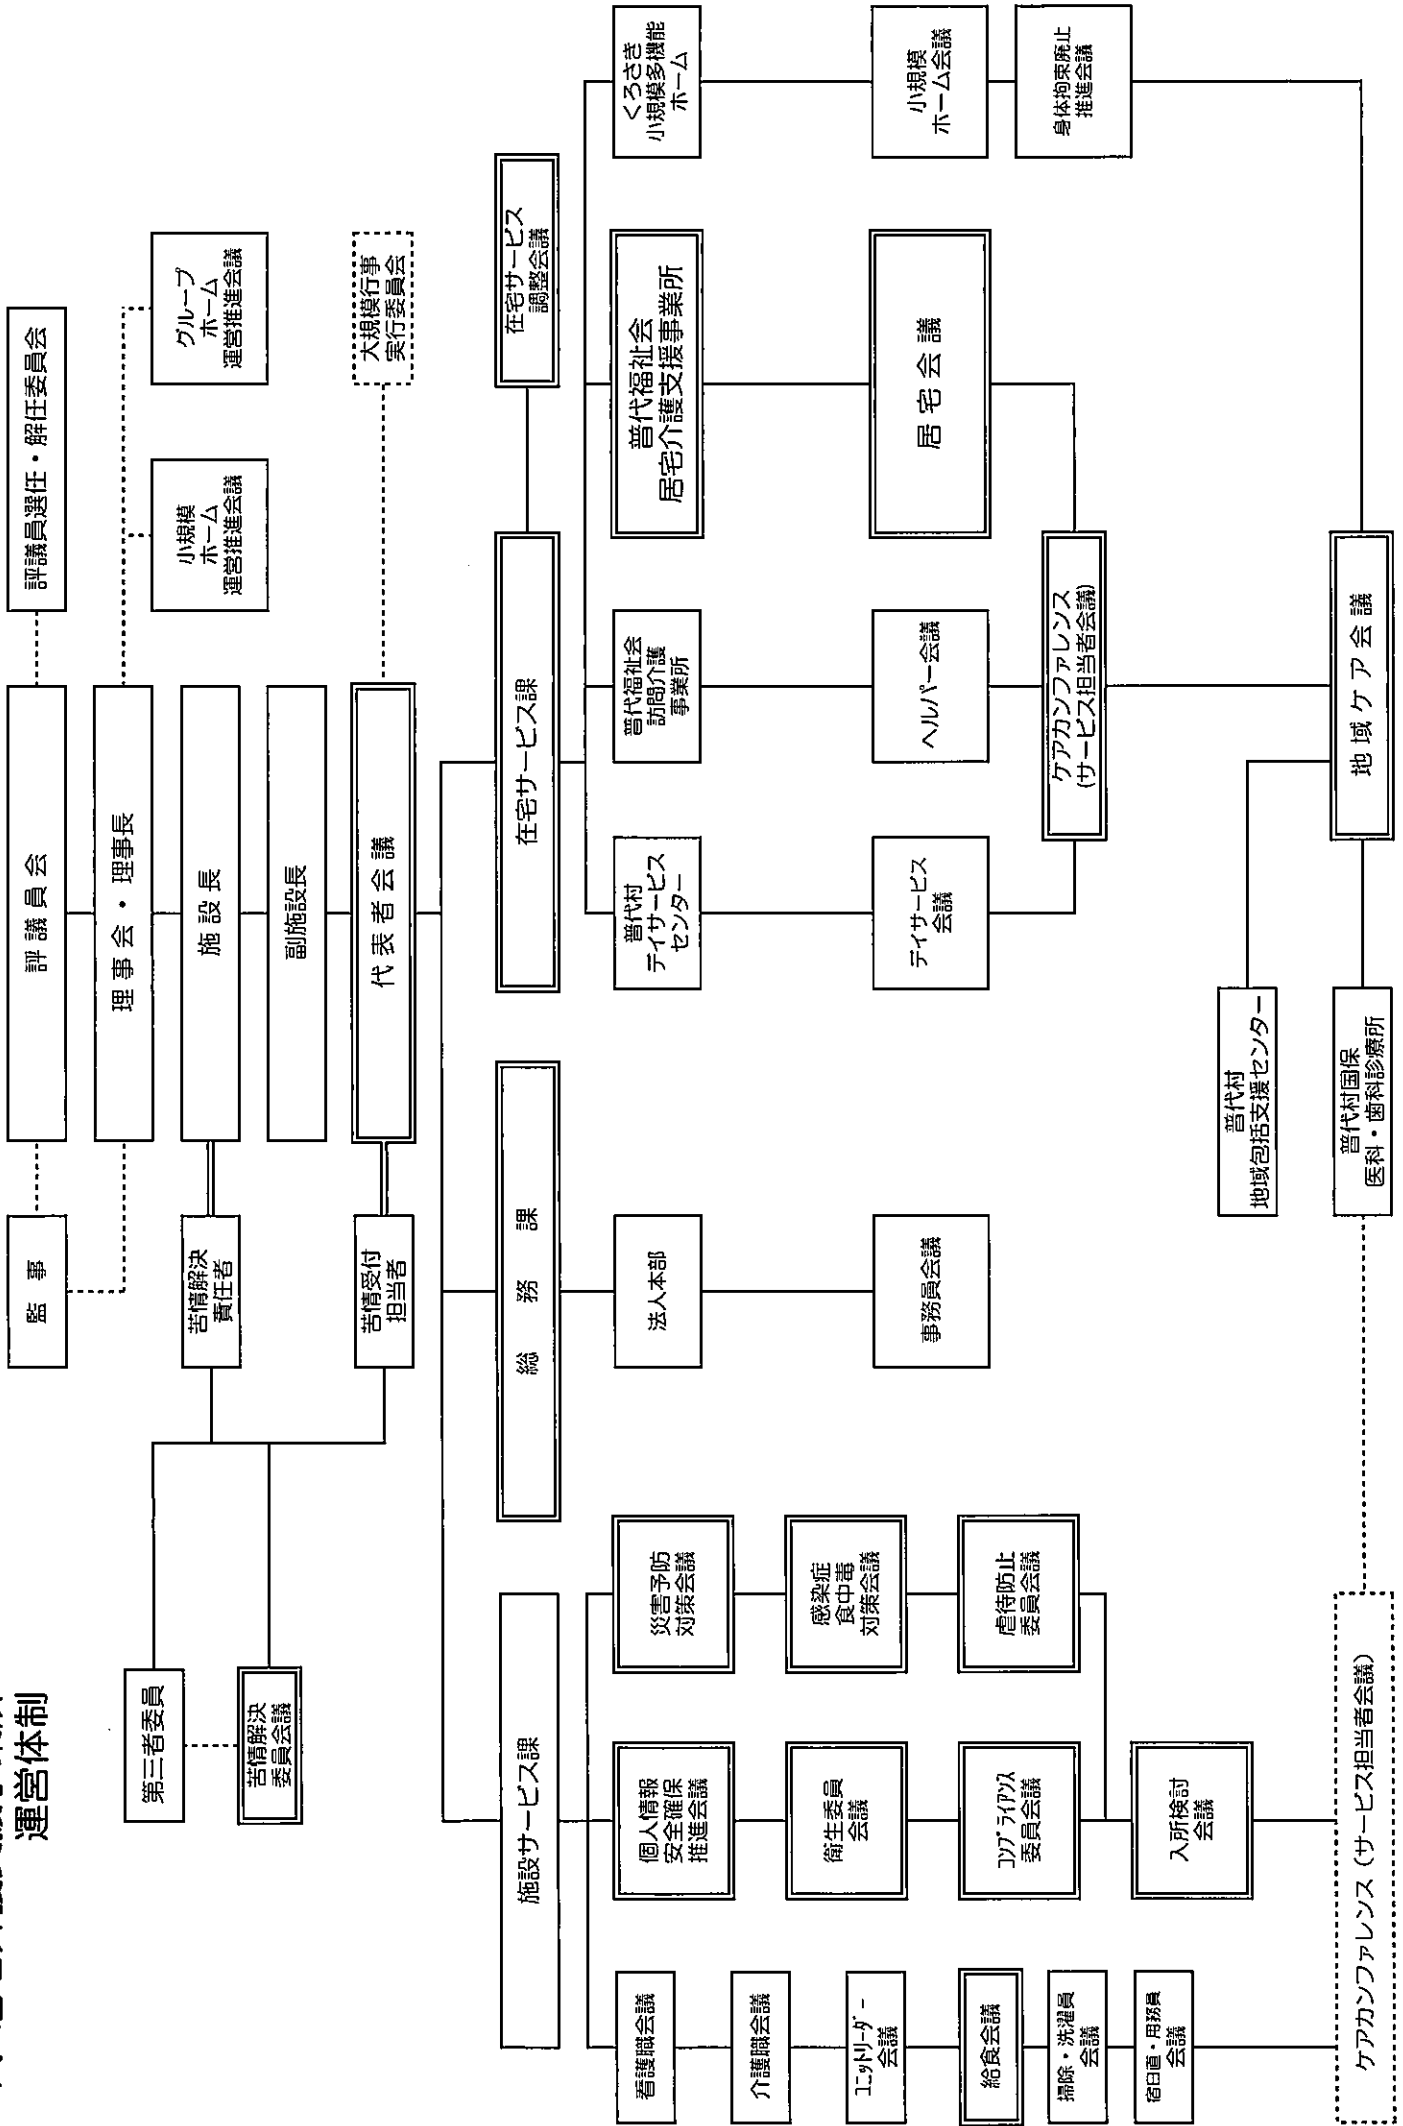 運営体制
評議員会
評議員選任・解任委員会
監事
理事会・理事長
小規模
ホーム
運営推進会議
グループ
ホーム
運営推進会議
施設長
苦情解決
責任者
第三者委員
苦情解決
委員会議
副施設長
代表者会議
苦情受付
担当者
大規模行事
実行委員会
施設サービス課
総務課
在宅サービス課
在宅サービス
調整会議
看護職会議
介護職会議
ユニットリーダー
会議
給食会議
掃除・洗濯員
会議
宿日直・用務員
会議
個人情報
安全確保
推進会議
衛生委員
会議
コンプライアンス
委員会議
入所検討
会議
災害予防
対策会議
感染症
食中毒
対策会議
虐待防止
委員会議
法人本部
事務員会議
普代村
デイサービス
センター
デイサービス
会議
普代福祉会
訪問介護
事業所
ヘルパー会議
普代福祉会
居宅介護支援事業所
居宅会議
くろさき
小規模多機能
ホーム
小規模
ホーム会議
身体拘束廃止
推進会議
ケアカンファレンス
(サービス担当者会議)
地域ケア会議
普代村
地域包括支援センター
普代村国保
医科・歯科診療所
ケアカンファレンス(サービス担当者会議)